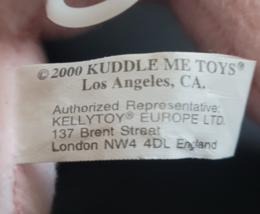 ©2000 KUDDLE ME TOYS®
Los Angeles, CA.
Authorized Representative:
KELLYTOY® EUROPE LTD.
137 Brent Street
London NW4 4DL England